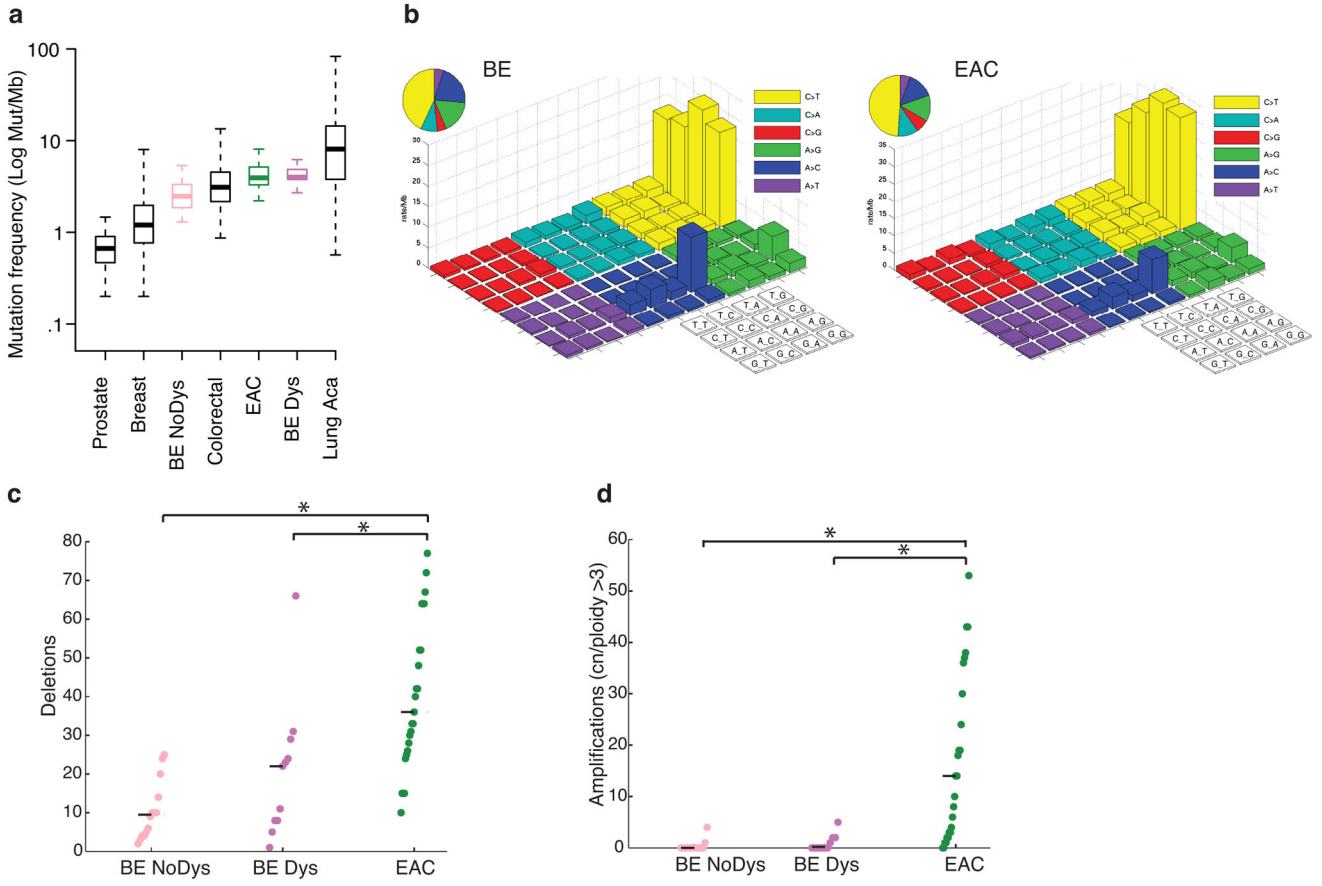 a
Mutation frequency (Log Mut/Mb)
100
10
1
.1
Prostate
Breast
BE NoDys
Colorectal
EAC
BE Dys
Lung Aca
b
BE
C>T
C>A
C>G
A>G
A>C
A>T
rate/Mb
30
25
20
15
10
5
0
T_G
T_A
C_G
T_C
C_A
A_G
T_T
C_C
A_A
G_G
C_T
A_C
G_A
A_T
G_C
G_T
EAC
C>T
C>A
C>G
A>G
A>C
A>T
rate/Mb
35
30
25
20
15
10
5
0
T_G
T_A
C_G
T_C
C_A
A_G
T_T
C_C
A_A
G_G
C_T
A_C
G_A
A_T
G_C
G_T
c
Deletions
80
70
60
50
40
30
20
10
0
*
*
BE NoDys
BE Dys
EAC
d
Amplifications (cn/ploidy >3)
60
50
40
30
20
10
0
*
*
BE NoDys
BE Dys
EAC